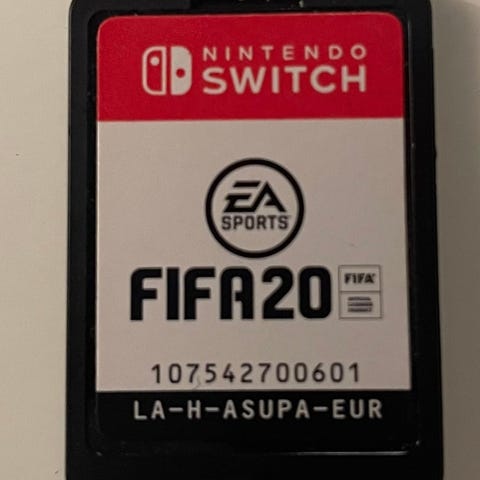 NINTENDO
SWITCH
EA
SPORTS
FIFA20
FIFA
107542700601
LA-H-ASUPA-EUR